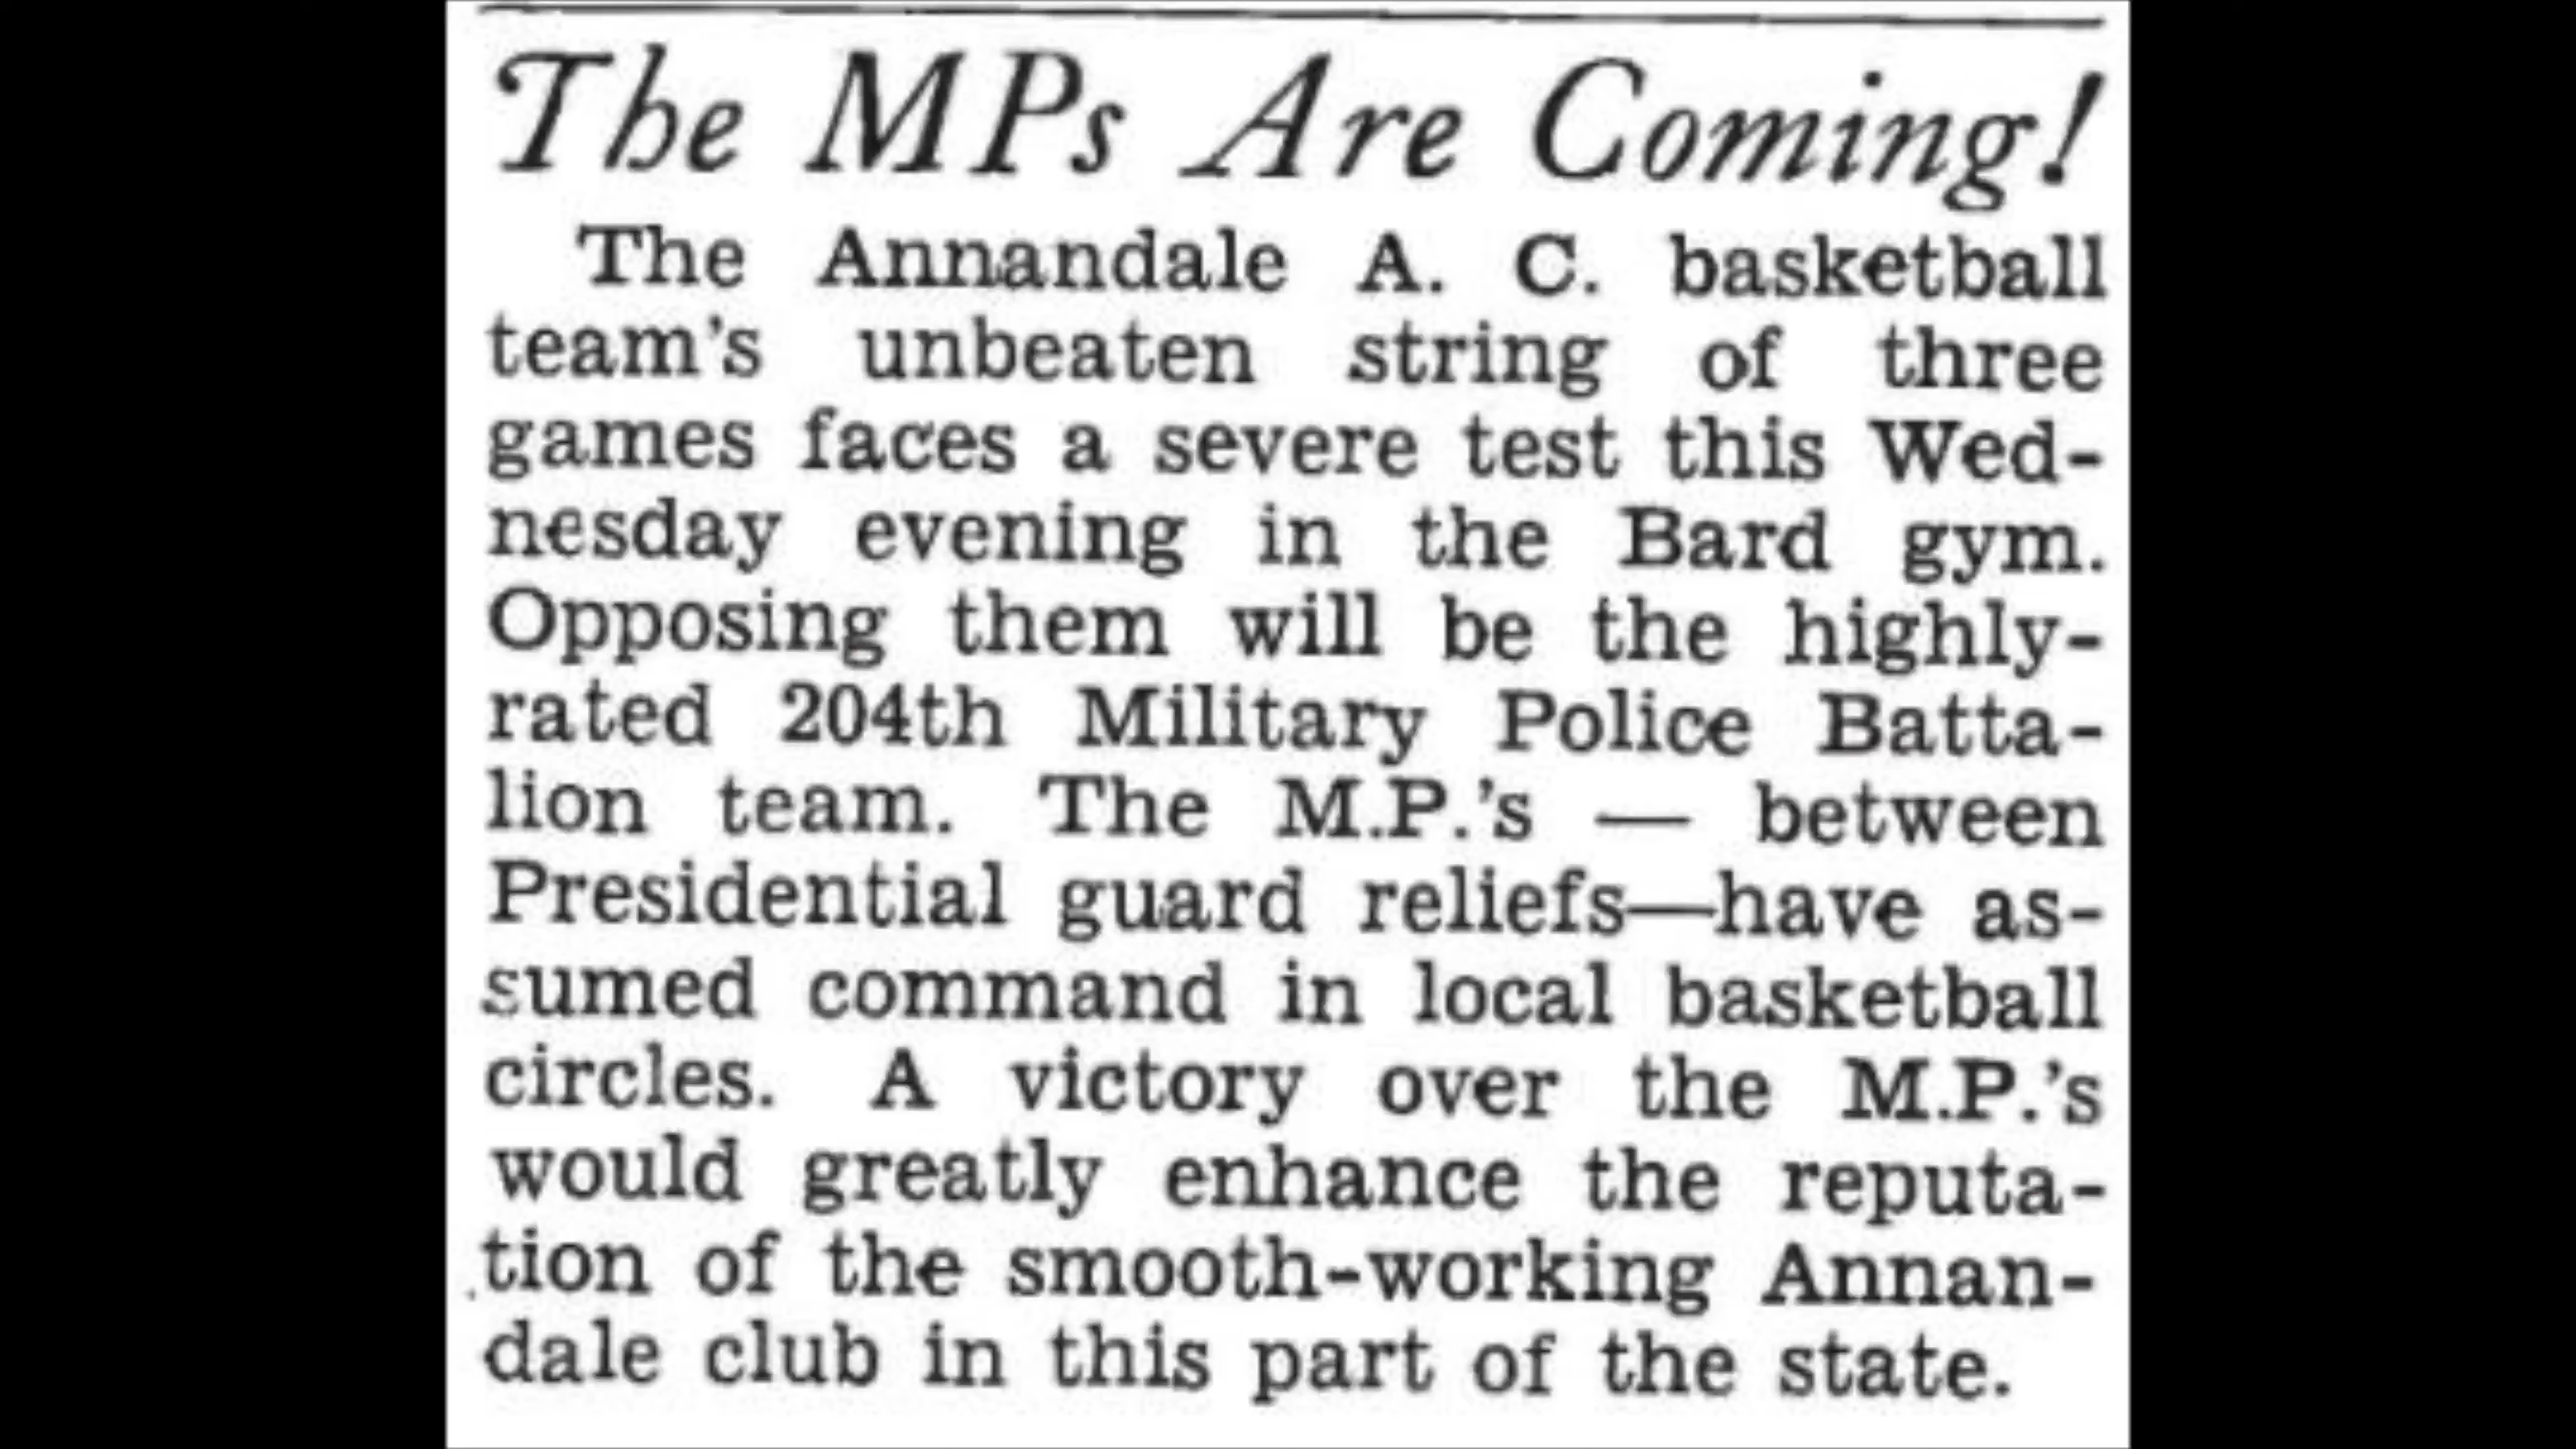 The MPs Are Coming!
The Annandale A. C. basketball
team's unbeaten string of three
games faces a severe test this Wed-
nesday evening in the Bard gym.
Opposing them will be the highly-
rated 204th Military Police Batta-
lion team. The M.P.'s — between
Presidential guard reliefs—have as-
sumed command in local basketball
circles. A victory over the M.P.'s
would greatly enhance the reputa-
tion of the smooth-working Annan-
dale club in this part of the state.